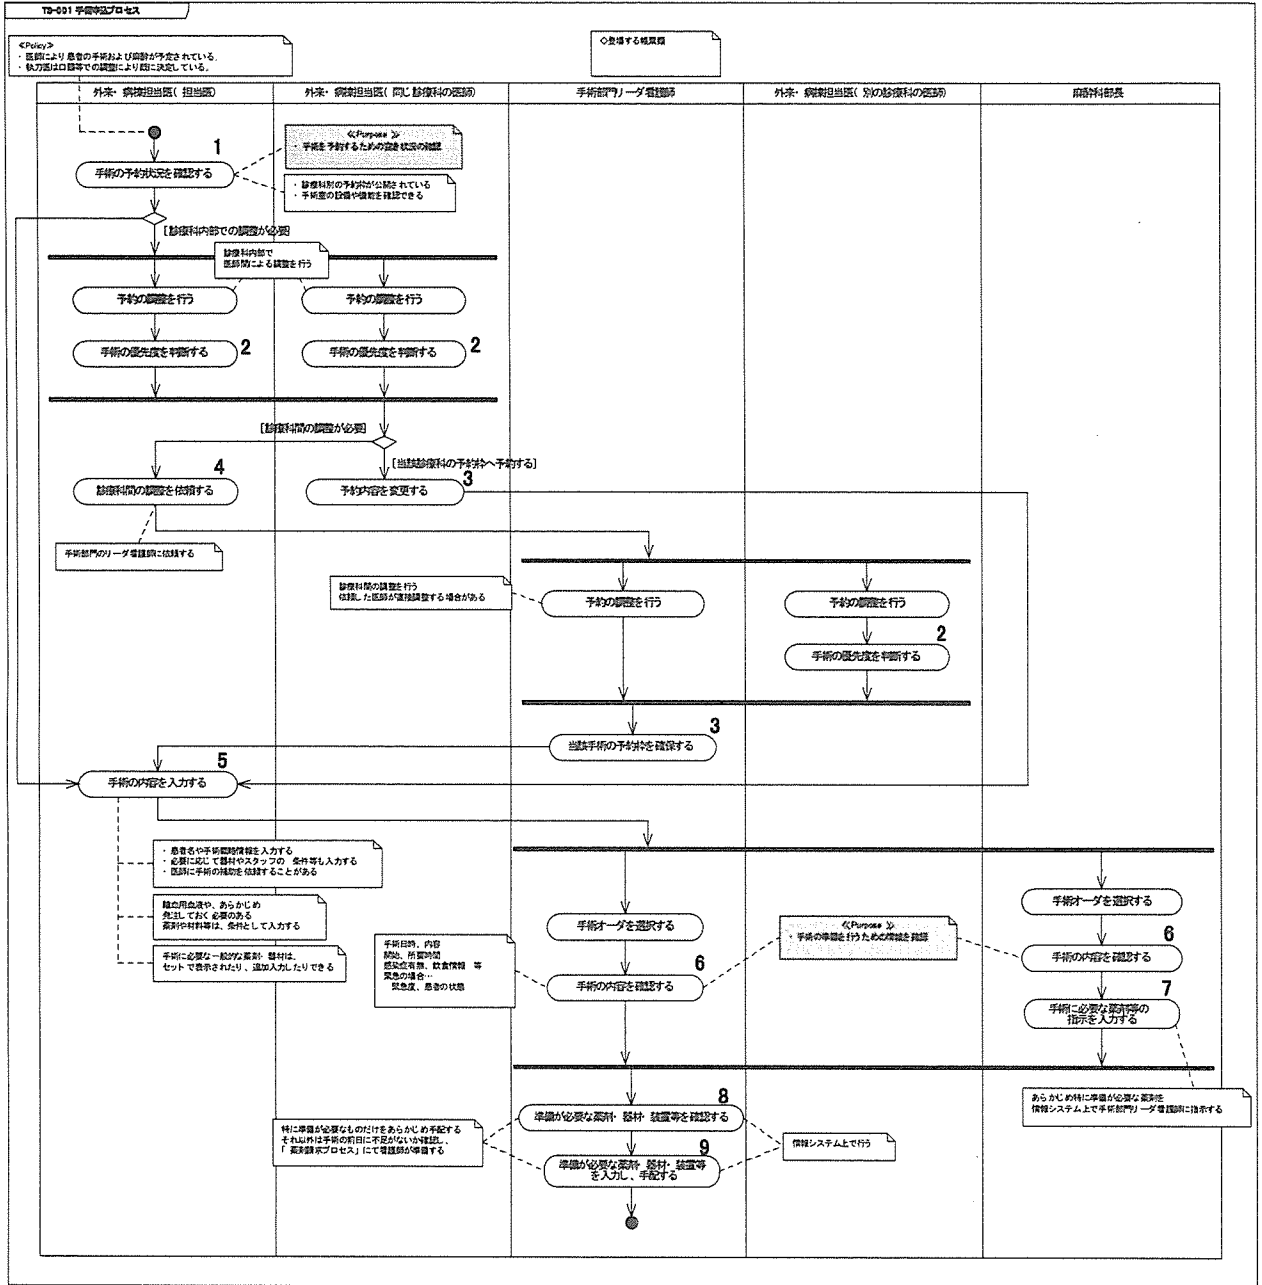 TS-001 手術申込プロセス
≪Policy≫
・ 医師により患者の手術および麻酔が予定されている。
・ 執刀医は口頭等での調整により既に決定している。
◇登場する帳票類
外来・ 病棟担当医( 担当医)
外来・ 病棟担当医( 同じ診療科の医師)
手術部門リーダ看護師
外来・ 病棟担当医( 別の診療科の医師)
麻酔科部長
1
手術の予約状況を確認する
≪Purpose ≫
・ 手術を予約するための空き状況の確認
・ 診療科別の予約枠が公開されている
・ 手術室の設備や機能を確認できる
[診療科内部での調整が必要]
診療科内部で
医師間による調整を行う
予約の調整を行う
予約の調整を行う
手術の優先度を判断する
2
手術の優先度を判断する
2
[診療科間の調整が必要]
[当該診療科の予約枠へ予約する]
4
診療科間の調整を依頼する
3
予約内容を変更する
手術部門のリーダ看護師に依頼する
診療科間の調整を行う
依頼した医師が直接調整する場合がある
予約の調整を行う
予約の調整を行う
2
手術の優先度を判断する
3
当該手術の予約枠を確保する
5
手術の内容を入力する
・ 患者名や手術戦略情報を入力する
・ 必要に応じて器材やスタッフの 条件等も入力する
・ 医師に手術の補助を依頼することがある
輸血用血液や、あらかじめ
発注しておく必要のある
薬剤や材料等は、条件として入力する
手術に必要な一般的な薬剤・ 器材は、
セットで表示されたり、追加入力したりできる
手術オーダを選択する
手術オーダを選択する
≪Purpose ≫
・ 手術の準備を行うための情報を確認
手術日時、内容
開始、所要時間
感染症有無、飲食情報 等
緊急の場合…
緊急度、患者の状態
6
手術の内容を確認する
6
手術の内容を確認する
7
手術に必要な薬剤等の
指示を入力する
あらかじめ特に準備が必要な薬剤を
情報システム上で手術部門リーダ看護師に指示する
8
準備が必要な薬剤・ 器材・ 装置等を確認する
特に準備が必要なものだけをあらかじめ手配する
それ以外は手術の前日に不足がないか確認し、
「 薬剤請求プロセス」にて看護師が準備する
情報システム上で行う
9
準備が必要な薬剤・ 器材・ 装置等
を入力し、手配する